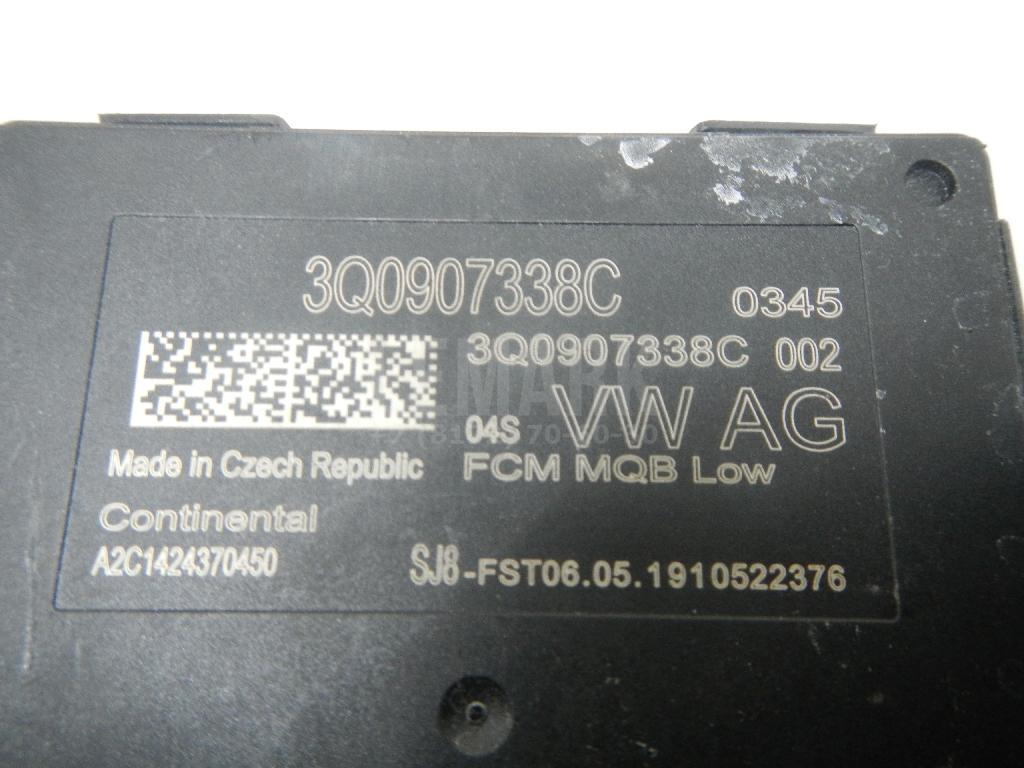 3Q0907338C 0345
3Q0907338C 002
04S VW AG
Made in Czech Republic FCM MQB Low
Continental
A2C1424370450 SJ8-FST06.05.1910522376